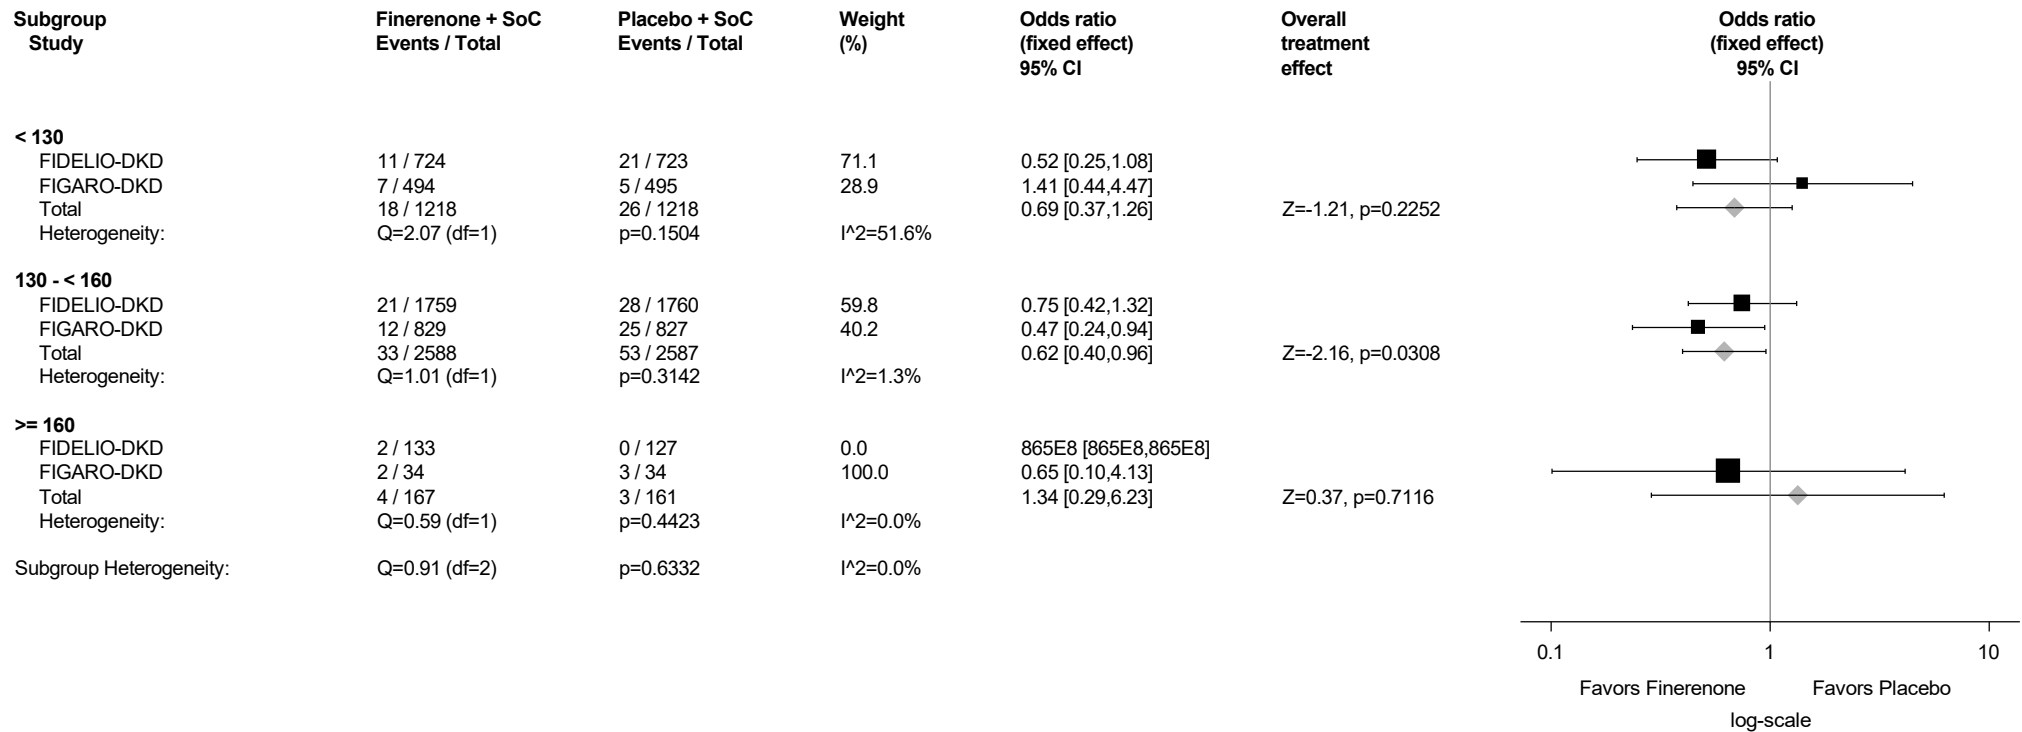 Subgroup Finerenone + SoC Placebo + SoC Weight Odds ratio Overall Odds ratio
Study Events / Total Events / Total (%) (fixed effect) treatment (fixed effect)
95% CI effect 95% CI
< 130
FIDELIO-DKD 11 / 724 21 / 723 71.1 0.52 [0.25,1.08]
FIGARO-DKD 7 / 494 5 / 495 28.9 1.41 [0.44,4.47]
Total 18 / 1218 26 / 1218 0.69 [0.37,1.26] Z=-1.21, p=0.2252
Heterogeneity: Q=2.07 (df=1) p=0.1504 I^2=51.6%
130 - < 160
FIDELIO-DKD 21 / 1759 28 / 1760 59.8 0.75 [0.42,1.32]
FIGARO-DKD 12 / 829 25 / 827 40.2 0.47 [0.24,0.94]
Total 33 / 2588 53 / 2587 0.62 [0.40,0.96] Z=-2.16, p=0.0308
Heterogeneity: Q=1.01 (df=1) p=0.3142 I^2=1.3%
>= 160
FIDELIO-DKD 2 / 133 0 / 127 0.0 865E8 [865E8,865E8]
FIGARO-DKD 2 / 34 3 / 34 100.0 0.65 [0.10,4.13]
Total 4 / 167 3 / 161 1.34 [0.29,6.23] Z=0.37, p=0.7116
Heterogeneity: Q=0.59 (df=1) p=0.4423 I^2=0.0%
Subgroup Heterogeneity: Q=0.91 (df=2) p=0.6332 I^2=0.0%
0.1 1 10
Favors Finerenone Favors Placebo
log-scale